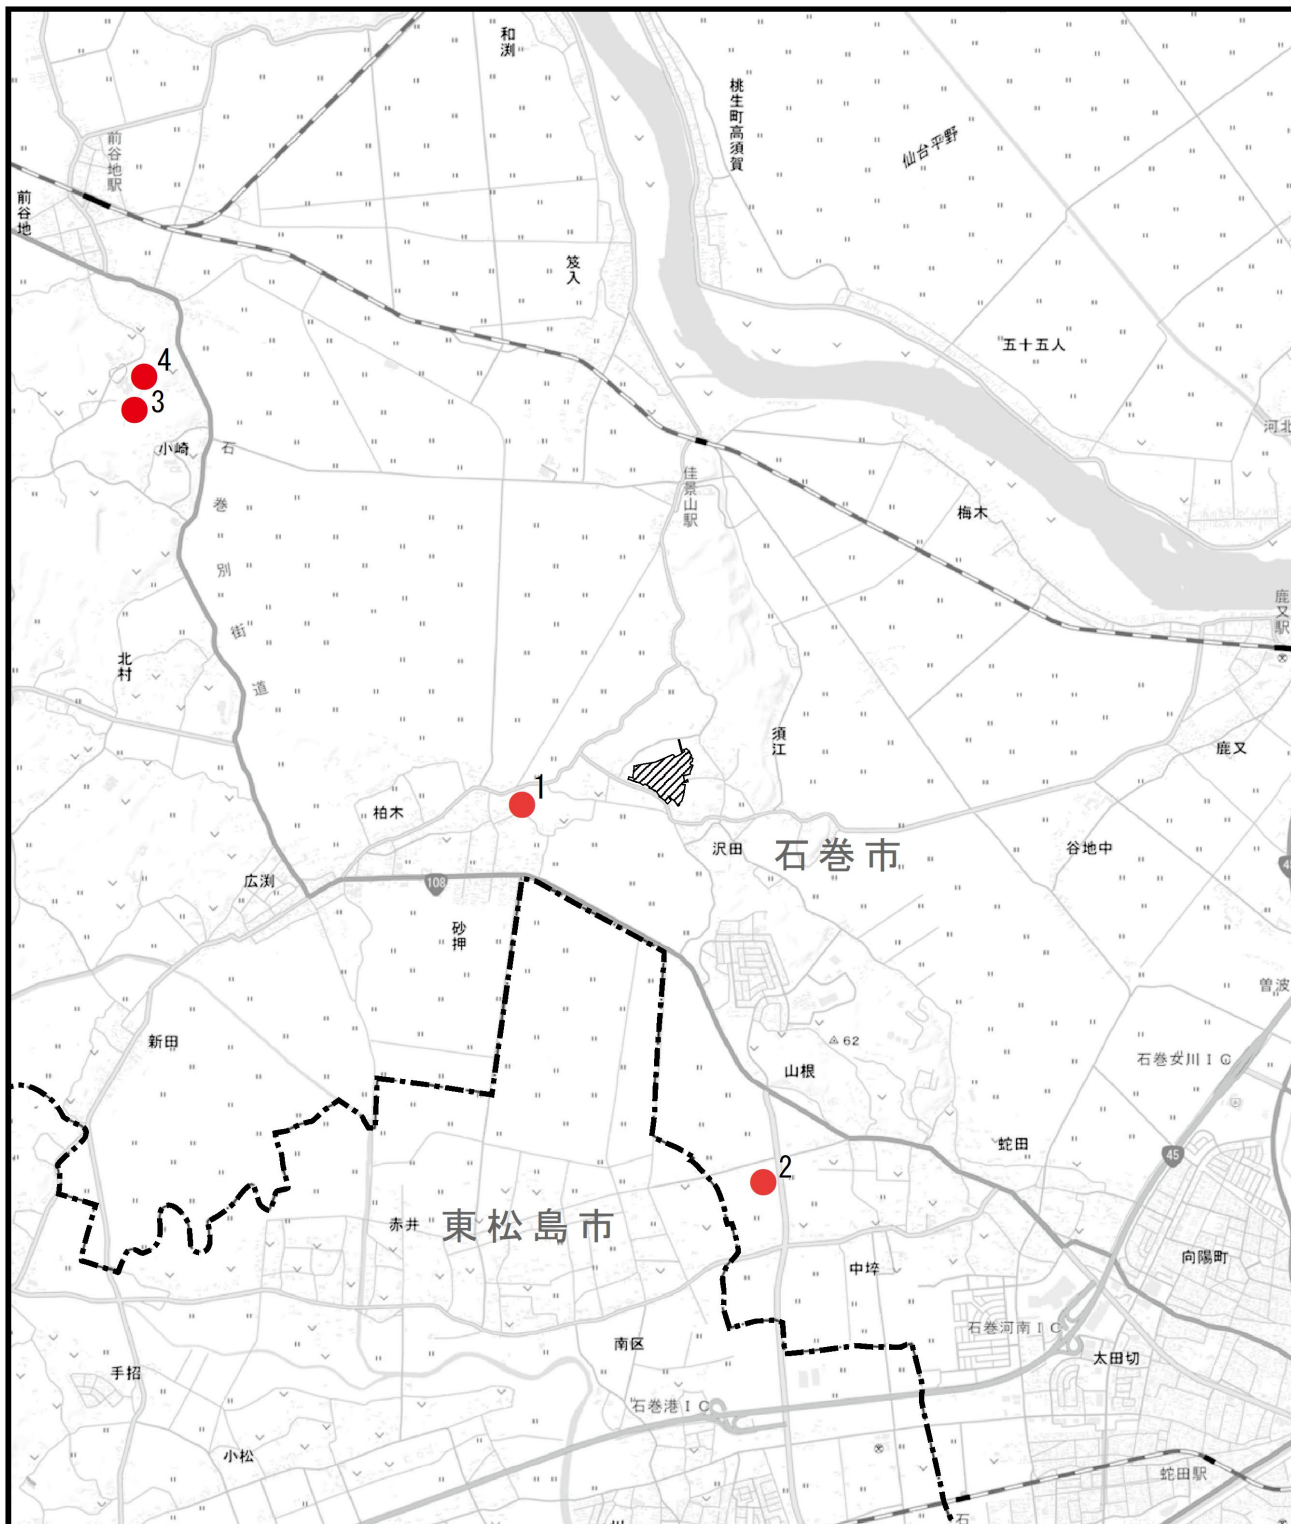 和渕
桃生町高須賀
仙台平野
前谷地駅
前谷地
笈入
五十五人
4
3
小崎
石巻別街道
河北
佳景山駅
梅木
鹿又駅
北村
須江
鹿又
1
柏木
沢田
石巻市
谷地中
広渕
108
45
砂押
曽波
新田
62
石巻女川IC
山根
蛇田
45
2
赤井
東松島市
中埣
向陽町
石巻河南IC
南区
太田切
手招
石巻港IC
小松
蛇田駅
石